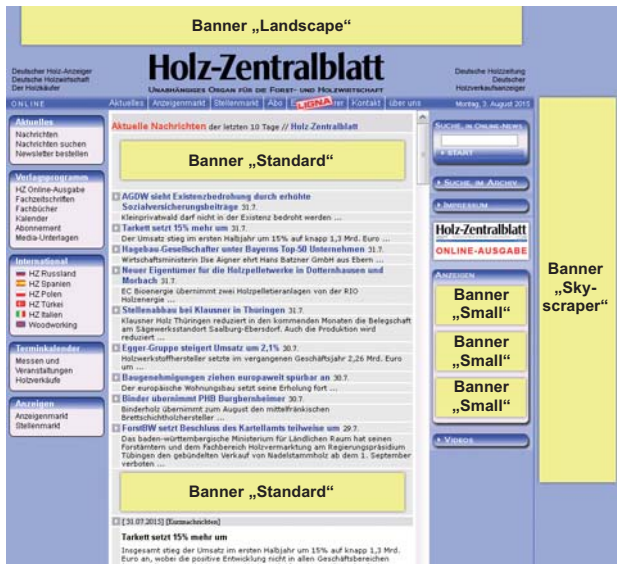 Banner „Landscape“
Deutscher Holz-Anzeiger
Deutsche Holzwirtschaft
Der Holzkäufer
Holz-Zentralblatt
Unabhängiges Organ für die Forst- und Holzwirtschaft
Deutsche Holzzeitung
Deutscher
Holzverkaufsanzeiger
ONLINE
Aktuelles | Anzeigenmarkt | Stellenmarkt | Abo | LIGNA | Kontakt | über uns
Montag, 3. August 2015
Aktuelles
Nachrichten
Nachrichten suchen
Newsletter bestellen
Verlagsprogramm
HZ Online-Ausgabe
Fachzeitschriften
Fachbücher
Kalender
Abonnement
Media-Unterlagen
International
HZ Russland
HZ Spanien
HZ Polen
HZ Türkei
HZ Italien
Woodworking
Terminkalender
Messen und
Veranstaltungen
Holzverkäufe
Anzeigen
Anzeigenmarkt
Stellenmarkt
Aktuelle Nachrichten der letzten 10 Tage // Holz-Zentralblatt
Banner „Standard“
AGDW sieht Existenzbedrohung durch erhöhte
Sozialversicherungsbeiträge 31.7.
Kleinprivatwald darf nicht in der Existenz bedroht werden ...
Tarkett setzt 15% mehr um 31.7.
Der Umsatz stieg im ersten Halbjahr um 15% auf knapp 1,3 Mrd. Euro ...
Hagebau-Gesellschafter unter Bayerns Top-50 Unternehmen 31.7.
Wirtschaftsministerin Ilse Aigner ehrt Hans Batzner GmbH aus Ebern ...
Neuer Eigentümer für die Holzpelletwerke in Dotternhausen und
Morbach 31.7.
EC Bioenergie übernimmt zwei Holzpelletieranlagen von der RIO
Holzenergie ...
Stellenabbau bei Klausner in Thüringen 31.7.
Klausner Holz Thüringen reduziert in den kommenden Monaten die Belegschaft
am Sägewerksstandort Saalburg-Ebersdorf. Auch die Produktion wird
reduziert ...
Egger-Gruppe steigert Umsatz um 2,1% 30.7.
Holzwerkstoffhersteller setzte im vergangenen Geschäftsjahr 2,26 Mrd. Euro
um ...
Baugenehmigungen ziehen europaweit spürbar an 30.7.
Der europäische Wohnungsbau setzt seine Erholung fort ...
Binder übernimmt PHB Burgbernheimer 30.7.
Binderholz übernimmt zum August den mittelfränkischen
Brettschichtholzhersteller ...
ForstBW setzt Beschluss des Kartellamts teilweise um 29.7.
Das baden-württembergische Ministerium für Ländlichen Raum hat seinen
Forstämtern und dem Fachbereich Holzvermarktung am Regierungspräsidium
Tübingen den gebündelten Verkauf von Nadelstammholz ab dem 1. September
verboten ...
Banner „Standard“
[31.07.2015] [Kurznachrichten]
Tarkett setzt 15% mehr um
Insgesamt stieg der Umsatz im ersten Halbjahr um 15% auf knapp 1,3 Mrd.
Euro an, wobei die positive Entwicklung nicht in allen Geschäftsbereichen
Suche in Online-News
START
Suche im Archiv
Impressum
Holz-Zentralblatt
ONLINE-AUSGABE
Anzeigen
Banner
„Small“
Banner
„Small“
Banner
„Small“
Videos
Banner
„Sky-
scraper“